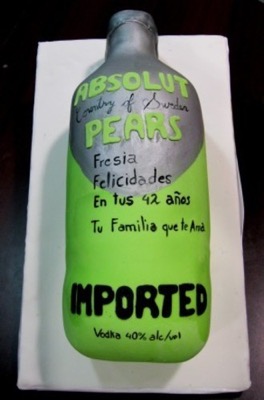 ABSOLUT
Country of Sweden
PEARS
Fresia
Felicidades
En tus 42 años
Tu Familia que te Ama
IMPORTED
Vodka 40% alc/vol